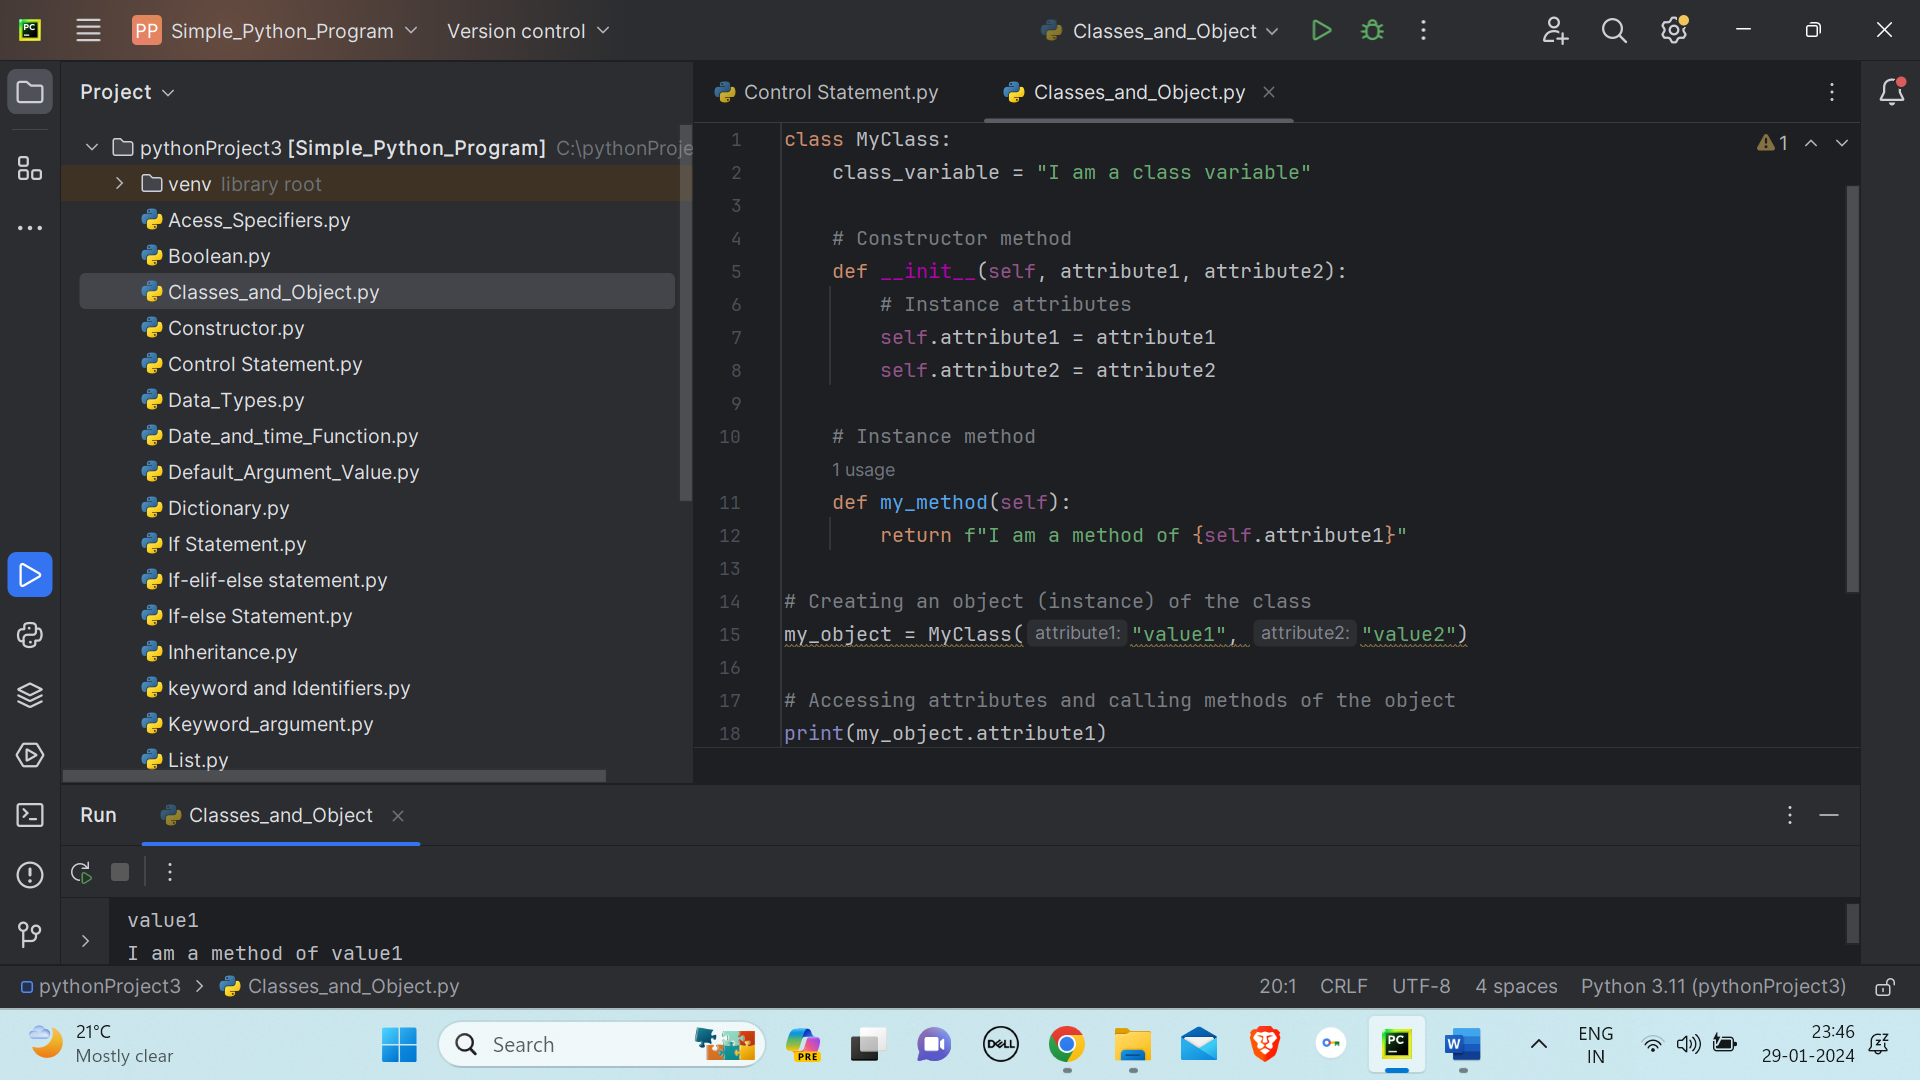 PC
PP Simple_Python_Program
Version control
Classes_and_Object
Project
Control Statement.py
Classes_and_Object.py
pythonProject3 [Simple_Python_Program] C:\pythonProje
venv library root
Acess_Specifiers.py
Boolean.py
Classes_and_Object.py
Constructor.py
Control Statement.py
Data_Types.py
Date_and_time_Function.py
Default_Argument_Value.py
Dictionary.py
If Statement.py
If-elif-else statement.py
If-else Statement.py
Inheritance.py
keyword and Identifiers.py
Keyword_argument.py
List.py
1 class MyClass:
1
2 class_variable = "I am a class variable"
3
4 # Constructor method
5 def __init__(self, attribute1, attribute2):
6 # Instance attributes
7 self.attribute1 = attribute1
8 self.attribute2 = attribute2
9
10 # Instance method
1 usage
11 def my_method(self):
12 return f"I am a method of {self.attribute1}"
13
14 # Creating an object (instance) of the class
15 my_object = MyClass( attribute1: "value1", attribute2: "value2")
16
17 # Accessing attributes and calling methods of the object
18 print(my_object.attribute1)
Run
Classes_and_Object
value1
I am a method of value1
pythonProject3 > Classes_and_Object.py
20:1 CRLF UTF-8 4 spaces Python 3.11 (pythonProject3)
21°C
Mostly clear
Search
PRE
DELL
PC
W
ENG
IN
23:46
29-01-2024